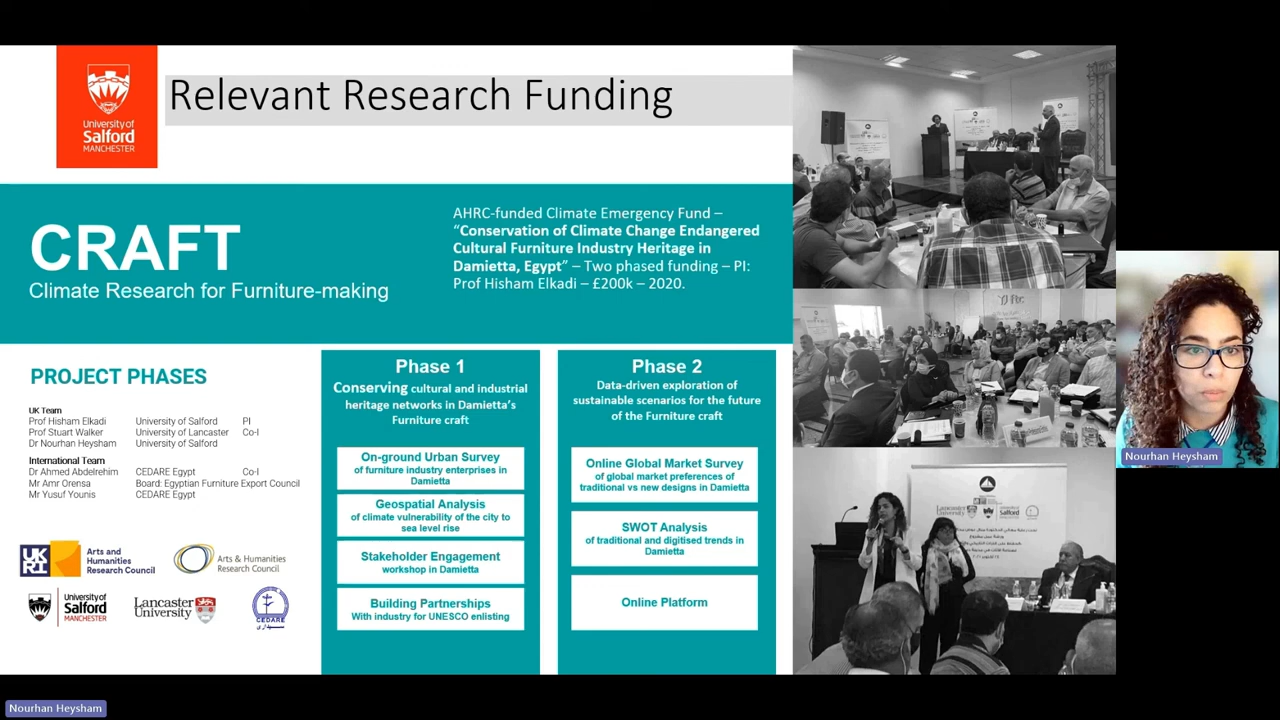 University of
Salford
MANCHESTER
Relevant Research Funding
CRAFT
Climate Research for Furniture-making
AHRC-funded Climate Emergency Fund –
“Conservation of Climate Change Endangered
Cultural Furniture Industry Heritage in
Damietta, Egypt” – Two phased funding – PI:
Prof Hisham Elkadi – £200k – 2020.
PROJECT PHASES
UK Team
Prof Hisham Elkadi University of Salford PI
Prof Stuart Walker University of Lancaster Co-I
Dr Nourhan Heysham University of Salford
International Team
Dr Ahmed Abdelrehim CEDARE Egypt Co-I
Mr Amr Orensa Board: Egyptian Furniture Export Council
Mr Yusuf Younis CEDARE Egypt
UKRI
Arts and
Humanities
Research Council
Arts & Humanities
Research Council
University of
Salford
MANCHESTER
Lancaster
University
CEDARE
سيداري
Phase 1
Conserving cultural and industrial
heritage networks in Damietta’s
Furniture craft
On-ground Urban Survey
of furniture industry enterprises in
Damietta
Geospatial Analysis
of climate vulnerability of the city to
sea level rise
Stakeholder Engagement
workshop in Damietta
Building Partnerships
With industry for UNESCO enlisting
Phase 2
Data-driven exploration of
sustainable scenarios for the future
of the Furniture craft
Online Global Market Survey
of global market preferences of
traditional vs new designs in Damietta
SWOT Analysis
of traditional and digitised trends in
Damietta
Online Platform
Lancaster
University
Salford
Nourhan Heysham
Nourhan Heysham